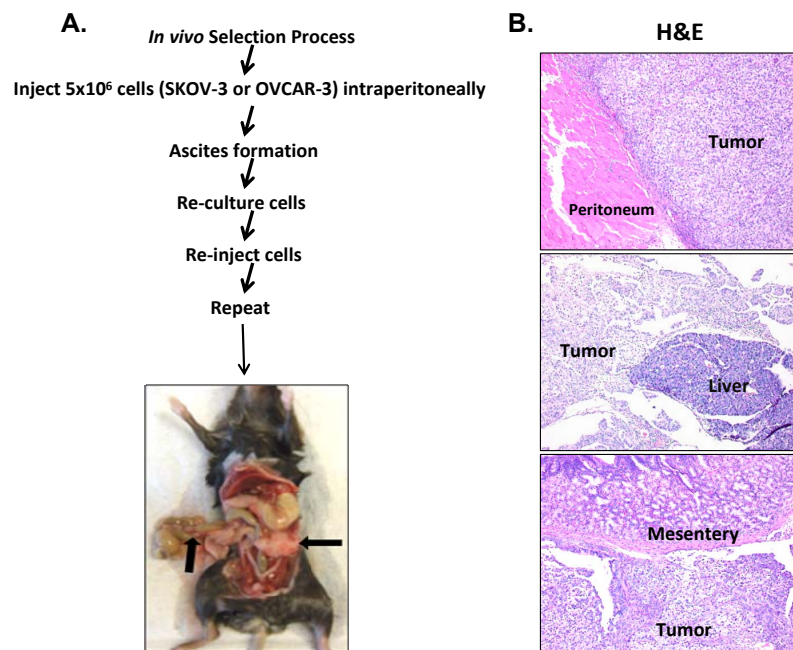 A.
In vivo Selection Process
Inject 5x10⁶ cells (SKOV-3 or OVCAR-3) intraperitoneally
Ascites formation
Re-culture cells
Re-inject cells
Repeat
B.
H&E
Tumor
Peritoneum
Tumor
Liver
Mesentery
Tumor